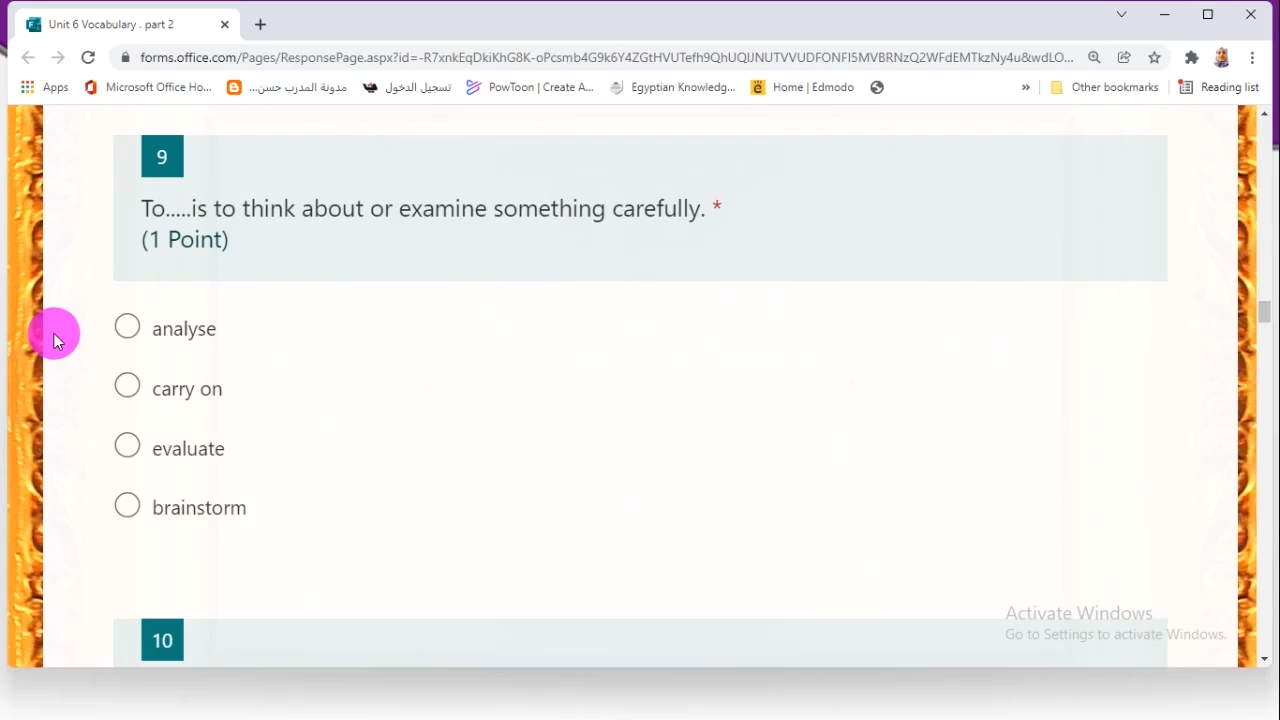 Unit 6 Vocabulary . part 2
forms.office.com/Pages/ResponsePage.aspx?id=-R7xnkEqDkiKhG8K-oPcsmb4G9k6Y4ZGtHVUTefh9QhUQlJNUTVVUDFONFI5MVBRNzQ2WFdEMTkzNy4u&wdLO...
Apps Microsoft Office Ho... مدونة المدرب حسن... تسجيل الدخول PowToon | Create A... Egyptian Knowledg... Home | Edmodo » Other bookmarks Reading list
9
To.....is to think about or examine something carefully. *
(1 Point)
analyse
carry on
evaluate
brainstorm
10
Activate Windows
Go to Settings to activate Windows.